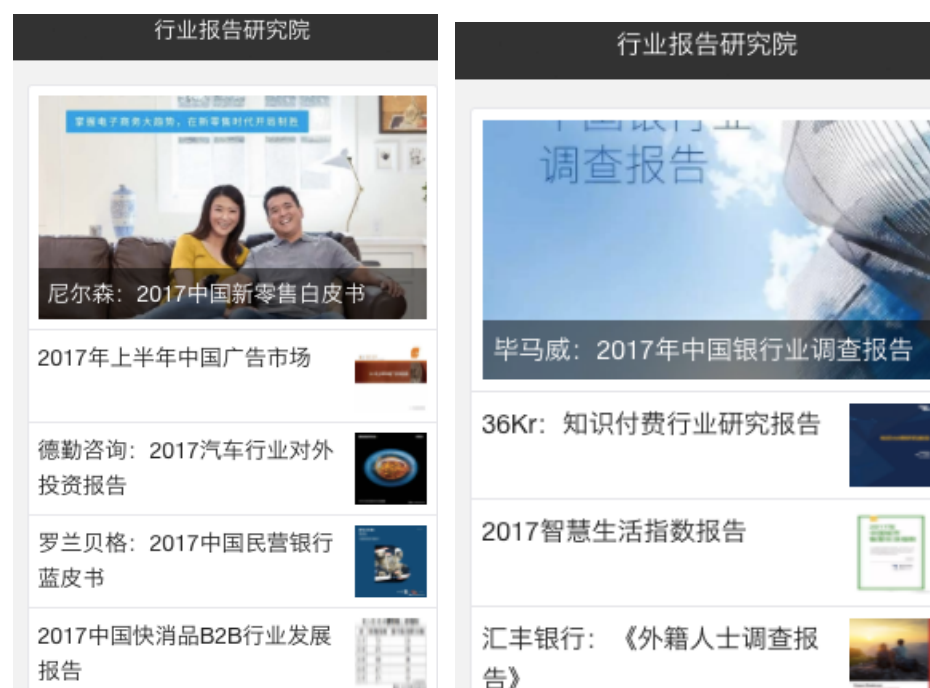 行业报告研究院
掌握电子商务大趋势，在新零售时代开始制胜
尼尔森：2017中国新零售白皮书
2017年上半年中国广告市场
德勤咨询：2017汽车行业对外
投资报告
罗兰贝格：2017中国民营银行
蓝皮书
2017中国快消品B2B行业发展
报告
行业报告研究院
调查报告
毕马威：2017年中国银行业调查报告
36Kr：知识付费行业研究报告
2017智慧生活指数报告
汇丰银行：《外籍人士调查报
告》